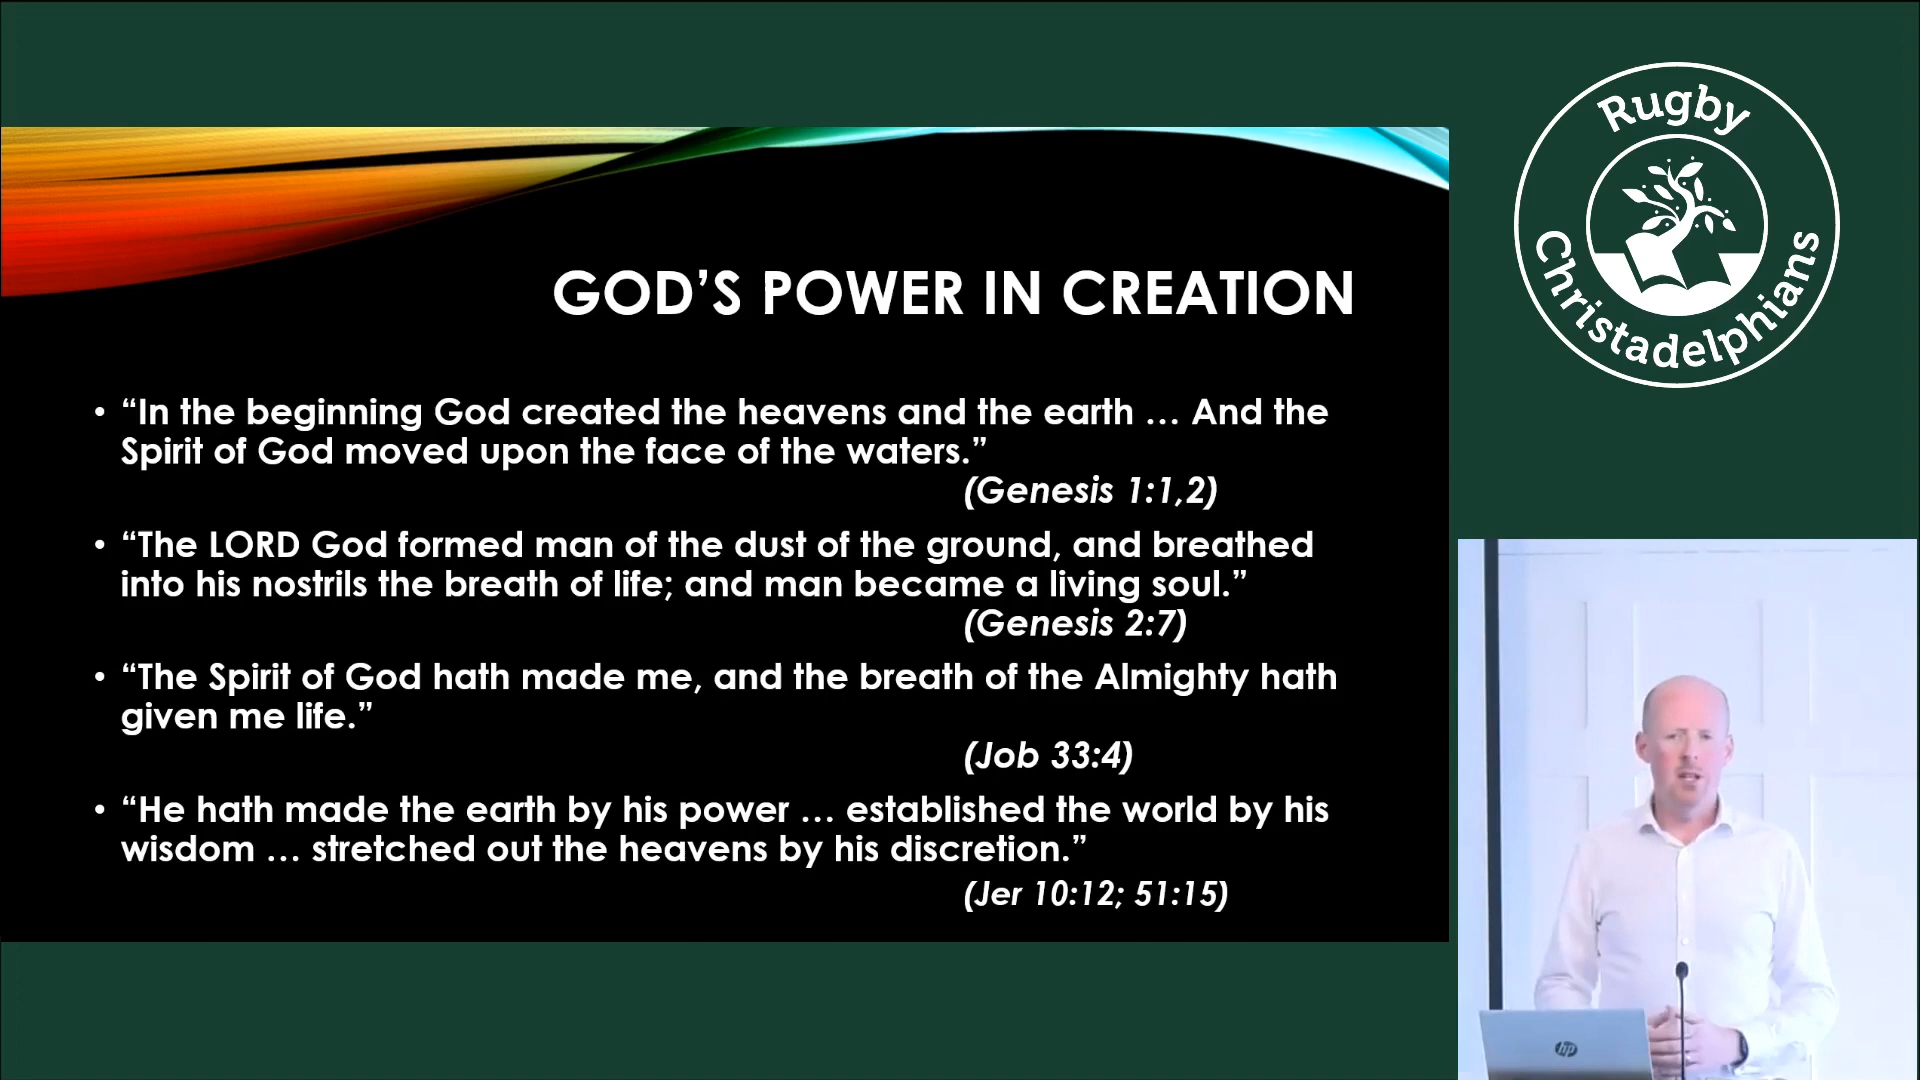 GOD’S POWER IN CREATION
• “In the beginning God created the heavens and the earth … And the
Spirit of God moved upon the face of the waters.”
(Genesis 1:1,2)
• “The LORD God formed man of the dust of the ground, and breathed
into his nostrils the breath of life; and man became a living soul.”
(Genesis 2:7)
• “The Spirit of God hath made me, and the breath of the Almighty hath
given me life.”
(Job 33:4)
• “He hath made the earth by his power … established the world by his
wisdom … stretched out the heavens by his discretion.”
(Jer 10:12; 51:15)
Rugby
Christadelphians
hp